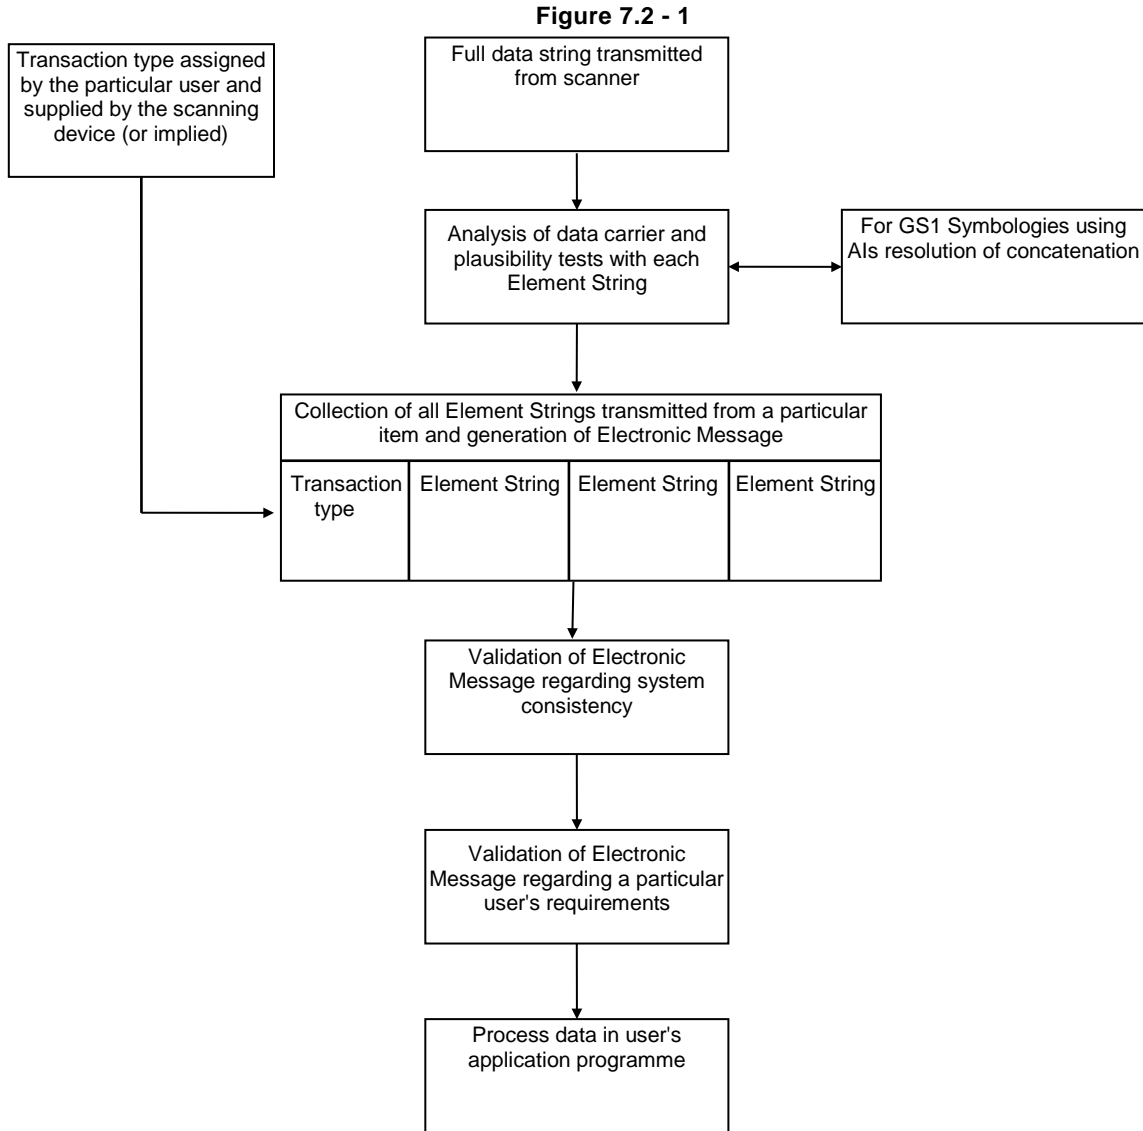 Figure 7.2 - 1
Transaction type assigned
by the particular user and
supplied by the scanning
device (or implied)
Full data string transmitted
from scanner
Analysis of data carrier and
plausibility tests with each
Element String
For GS1 Symbologies using
AIs resolution of concatenation
Collection of all Element Strings transmitted from a particular
item and generation of Electronic Message
Transaction
type
Element String
Element String
Element String
Validation of Electronic
Message regarding system
consistency
Validation of Electronic
Message regarding a particular
user's requirements
Process data in user's
application programme